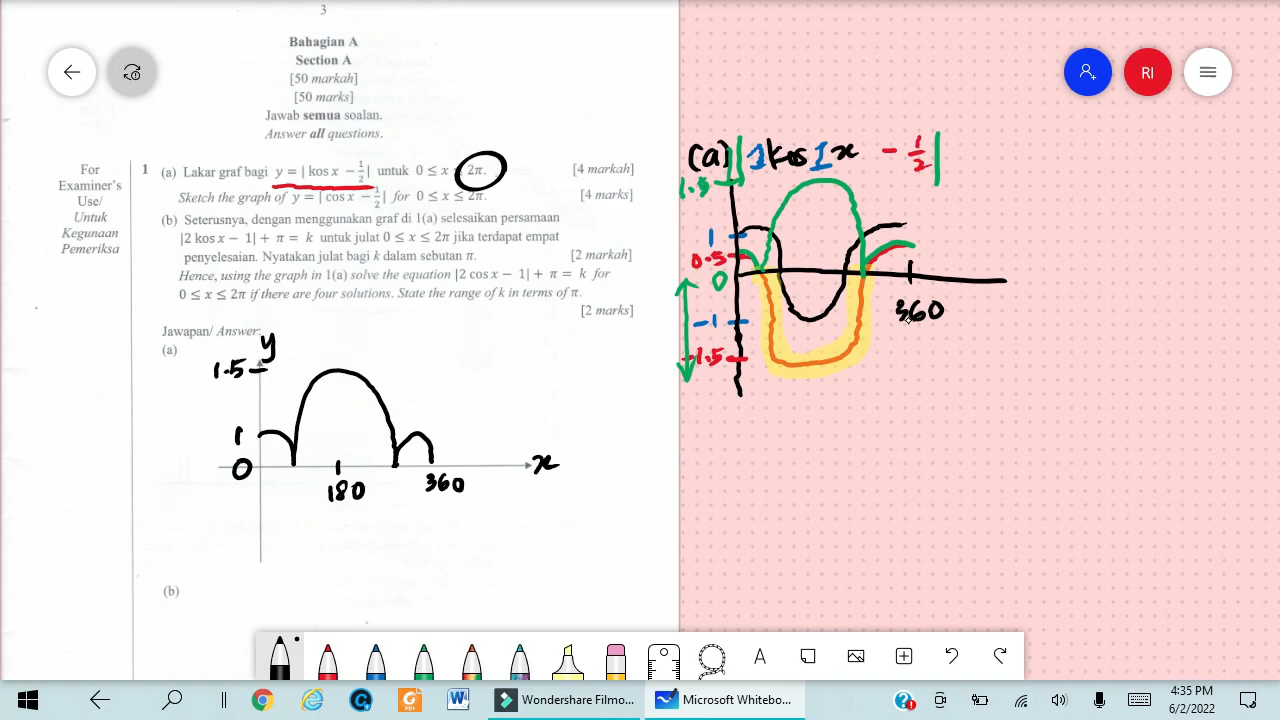 3
Bahagian A
Section A
[50 markah]
[50 marks]
Jawab semua soalan.
Answer all questions.
For
Examiner's
Use/
Untuk
Kegunaan
Pemeriksa
1 (a) Lakar graf bagi y = | kos x − 1/2 | untuk 0 ≤ x 2π. [4 markah]
Sketch the graph of y = | cos x − 1/2 | for 0 ≤ x ≤ 2π. [4 marks]
(b) Seterusnya, dengan menggunakan graf di 1(a) selesaikan persamaan
|2 kos x − 1| + π = k untuk julat 0 ≤ x ≤ 2π jika terdapat empat
penyelesaian. Nyatakan julat bagi k dalam sebutan π. [2 markah]
Hence, using the graph in 1(a) solve the equation |2 cos x − 1| + π = k for
0 ≤ x ≤ 2π if there are four solutions. State the range of k in terms of π.
[2 marks]
Jawapan/ Answer:
(a)
y
1.5
1
0
180
360
x
(b)
RI
(a) | 1 kos 1x − 1/2 |
1.5
1
0.5
0
-1
-1.5
360
A
Wondershare Filmo...
Microsoft Whitebo...
4:35 PM
6/2/2022